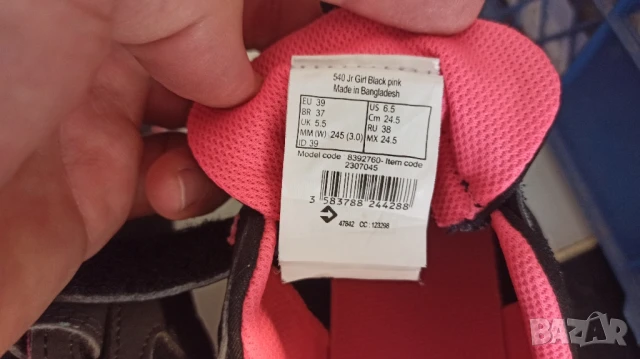 540 Jr Girl Black pink
Made in Bangladesh
EU 39 US 6.5
BR 37 Cm 24.5
UK 5.5 RU 38
MM (W) 245 (3.0) MX 24.5
ID 39
Model code 8392760- Item code
2307045
3 583788 244288
47842 CC : 123298
BAZAR
bg